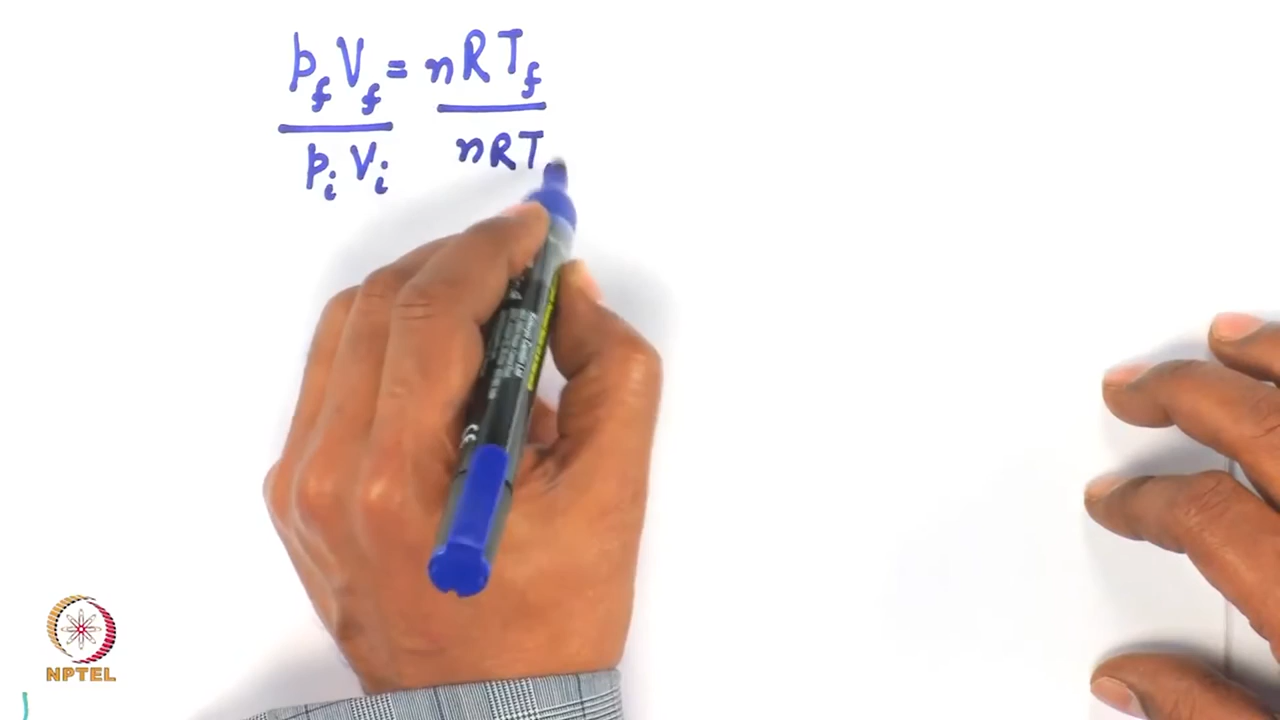 p_f V_f = nRT_f
p_i V_i nRT
NPTEL